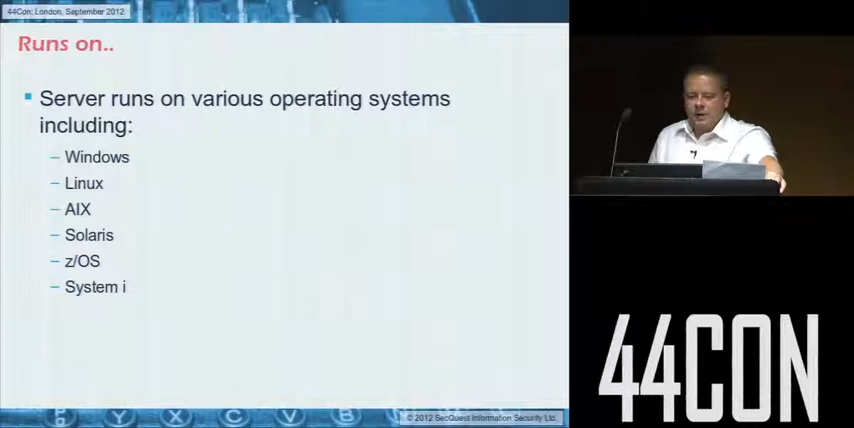 44Con: London, September 2012
Runs on..
Server runs on various operating systems
including:
– Windows
– Linux
– AIX
– Solaris
– z/OS
– System i
Y X C V B
© 2012 SecQuest Information Security Ltd.
44CON